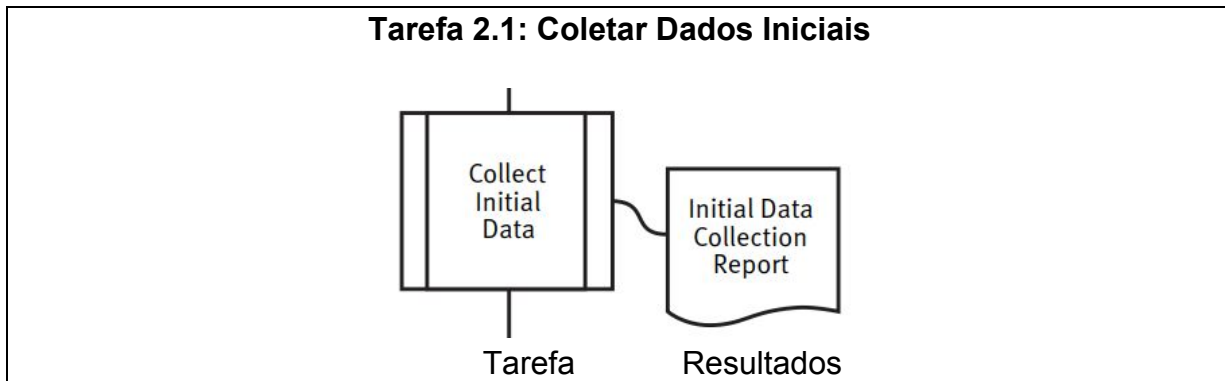 Tarefa 2.1: Coletar Dados Iniciais
Collect
Initial
Data
Initial Data
Collection
Report
Tarefa
Resultados